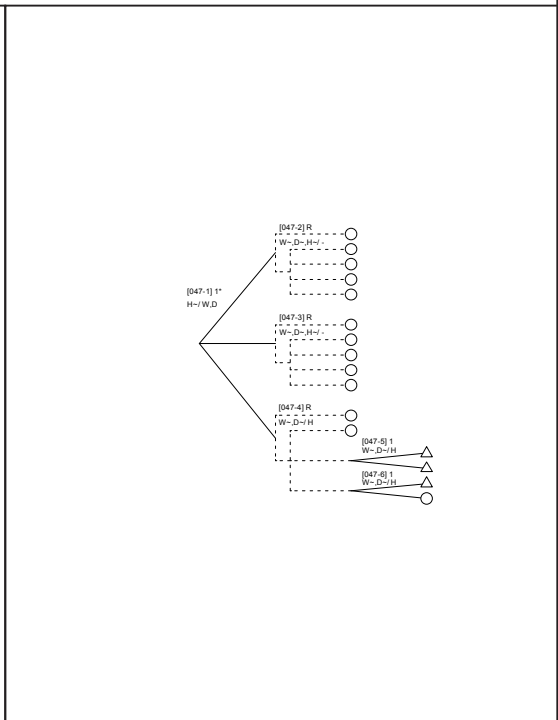 [047-2] R
W~,D~,H~/ -
[047-1] 1*
H~/ W,D
[047-3] R
W~,D~,H~/ -
[047-4] R
W~,D~/ H
[047-5] 1
W~,D~/ H
[047-6] 1
W~,D~/ H